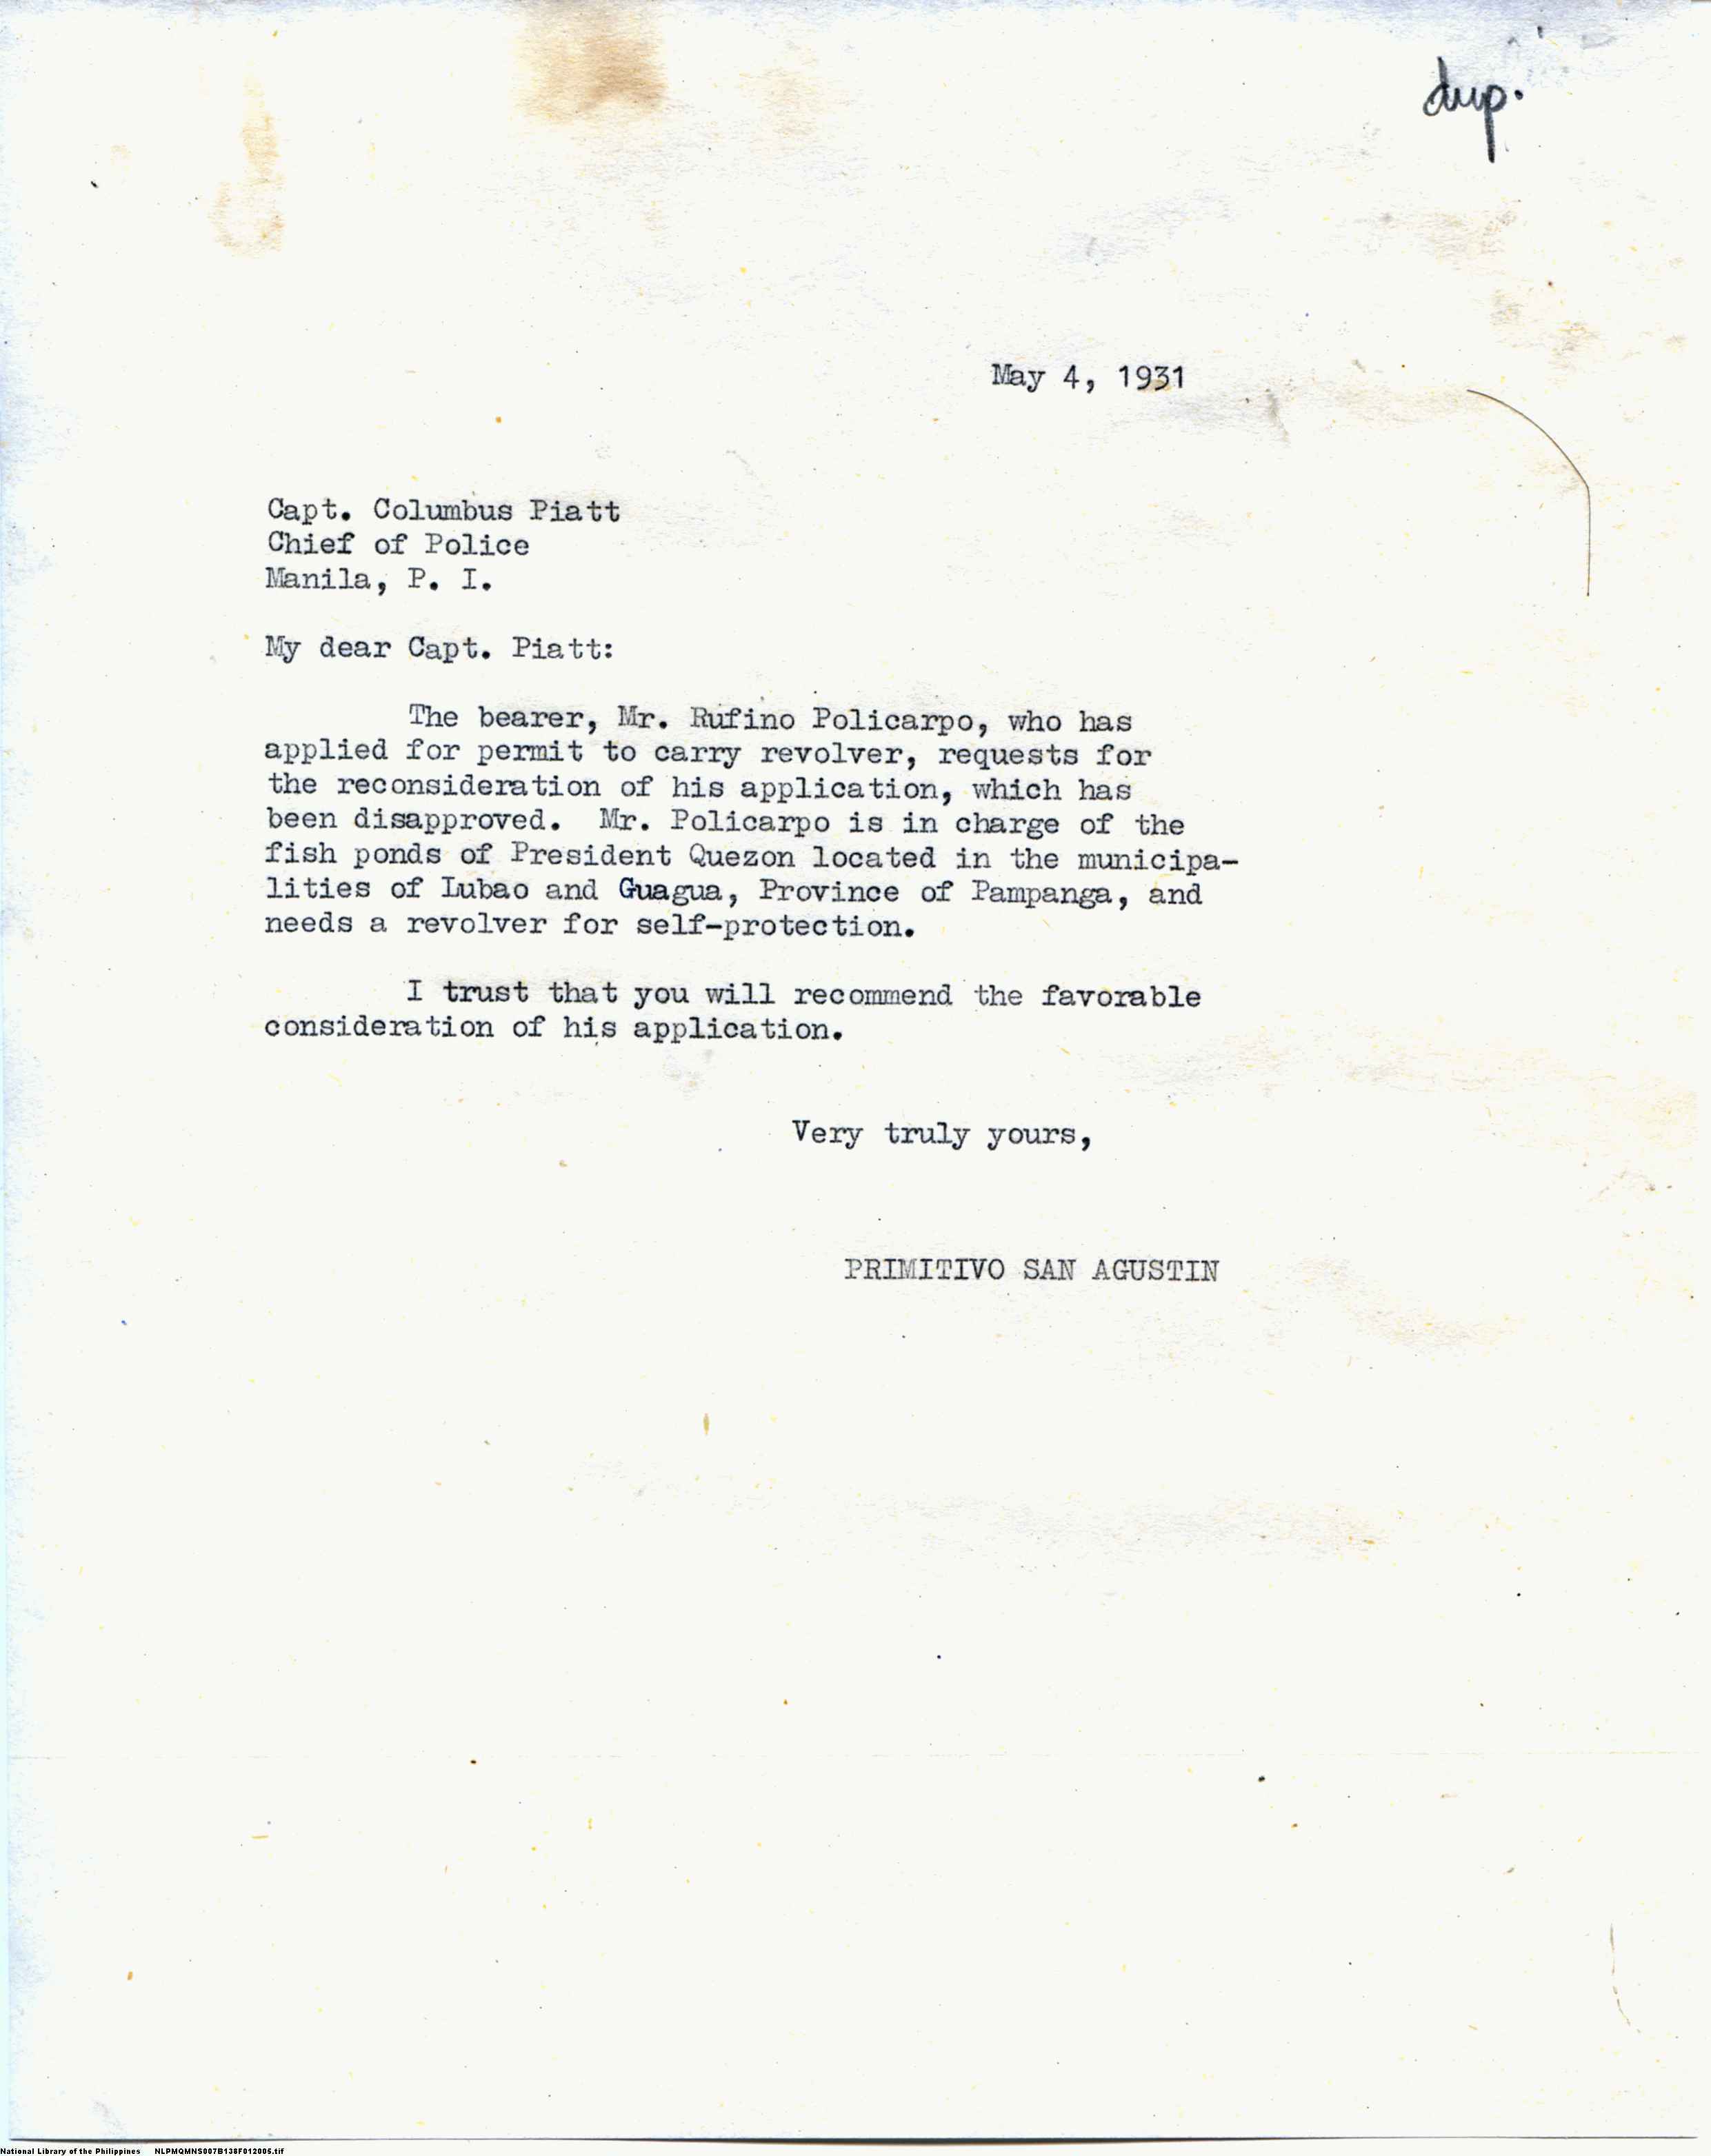 dup.
May 4, 1931
Capt. Columbus Piatt
Chief of Police
Manila, P. I.
My dear Capt. Piatt:
The bearer, Mr. Rufino Policarpo, who has
applied for permit to carry revolver, requests for
the reconsideration of his application, which has
been disapproved. Mr. Policarpo is in charge of the
fish ponds of President Quezon located in the municipa-
lities of Lubao and Guagua, Province of Pampanga, and
needs a revolver for self-protection.
I trust that you will recommend the favorable
consideration of his application.
Very truly yours,
PRIMITIVO SAN AGUSTIN
National Library of the Philippines NLPMQMNS007B138F012006.tif